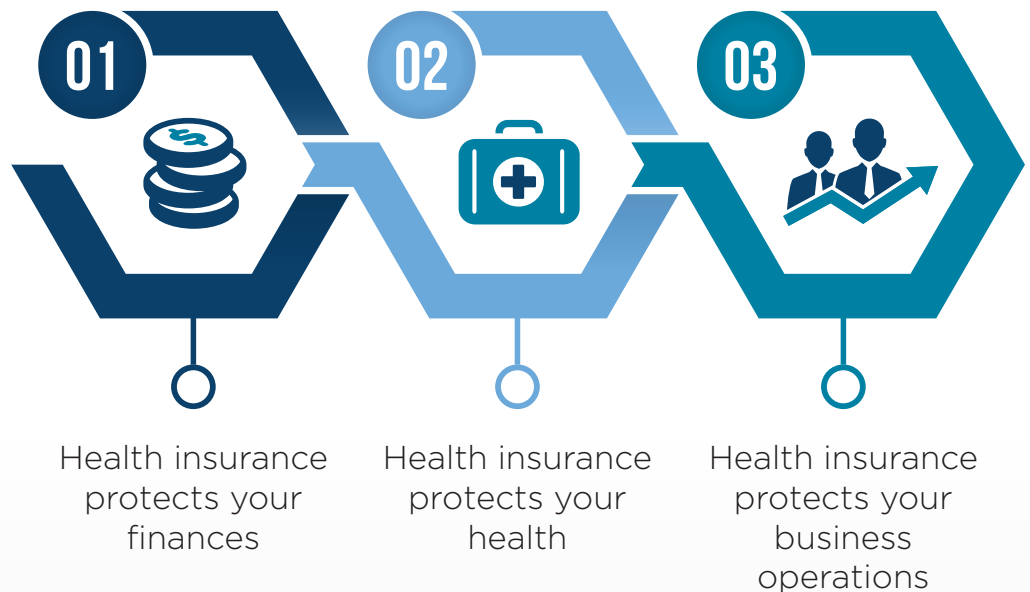 01
02
03
$
Health insurance
protects your
finances
Health insurance
protects your
health
Health insurance
protects your
business
operations